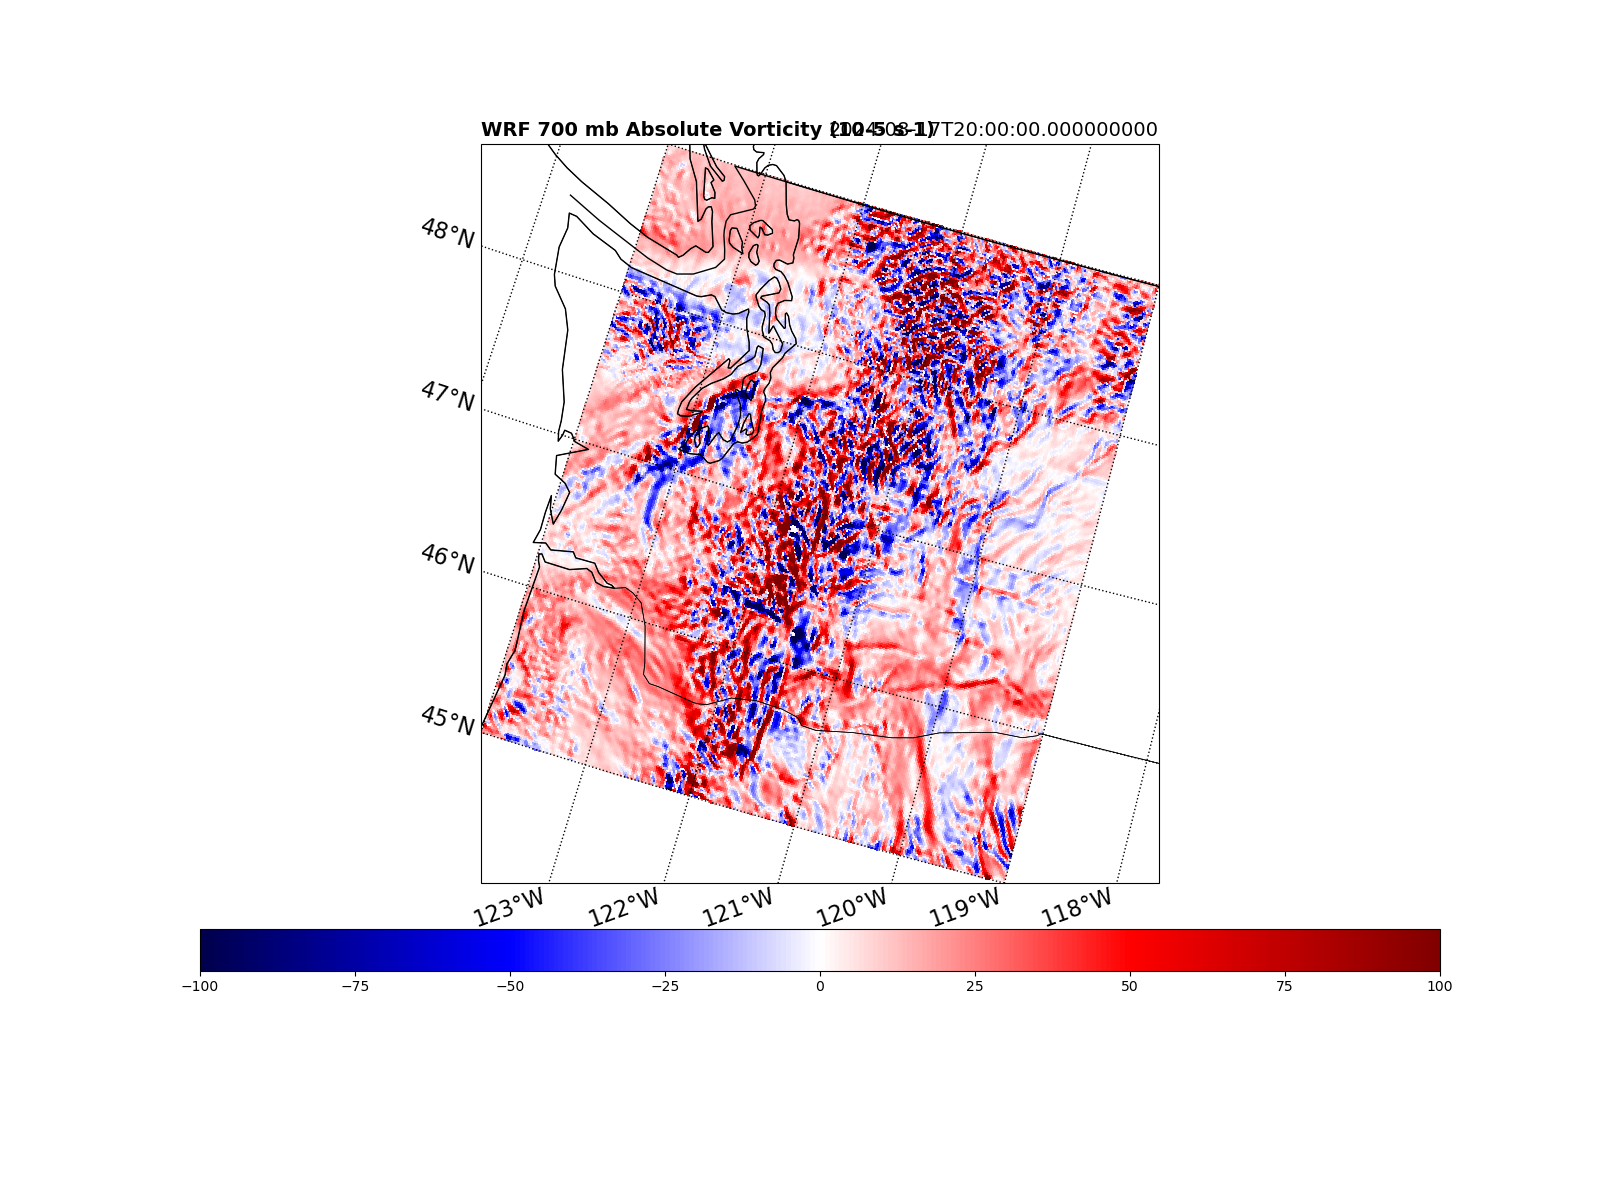 WRF 700 mb Absolute Vorticity (10-5 s-1)
T20:00:00.000000000
48°N
47°N
46°N
45°N
123°W 122°W 121°W 120°W 119°W 118°W
−100 −75 −50 −25 0 25 50 75 100